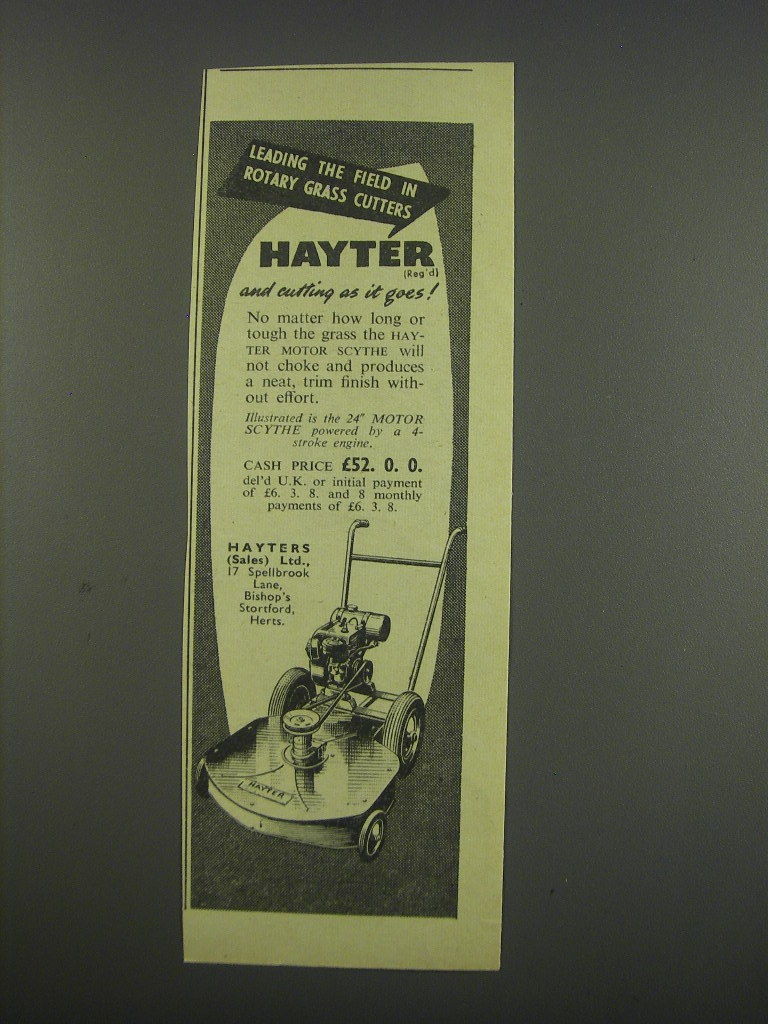 LEADING THE FIELD IN
ROTARY GRASS CUTTERS
HAYTER
(Reg'd)
and cutting as it goes!
No matter how long or
tough the grass the HAY-
TER MOTOR SCYTHE will
not choke and produces
a neat, trim finish with-
out effort.
Illustrated is the 24" MOTOR
SCYTHE powered by a 4-
stroke engine.
CASH PRICE £52. 0. 0.
del'd U.K. or initial payment
of £6. 3. 8. and 8 monthly
payments of £6. 3. 8.
HAYTERS
(Sales) Ltd.,
17 Spellbrook
Lane,
Bishop's
Stortford,
Herts.
HAYTER